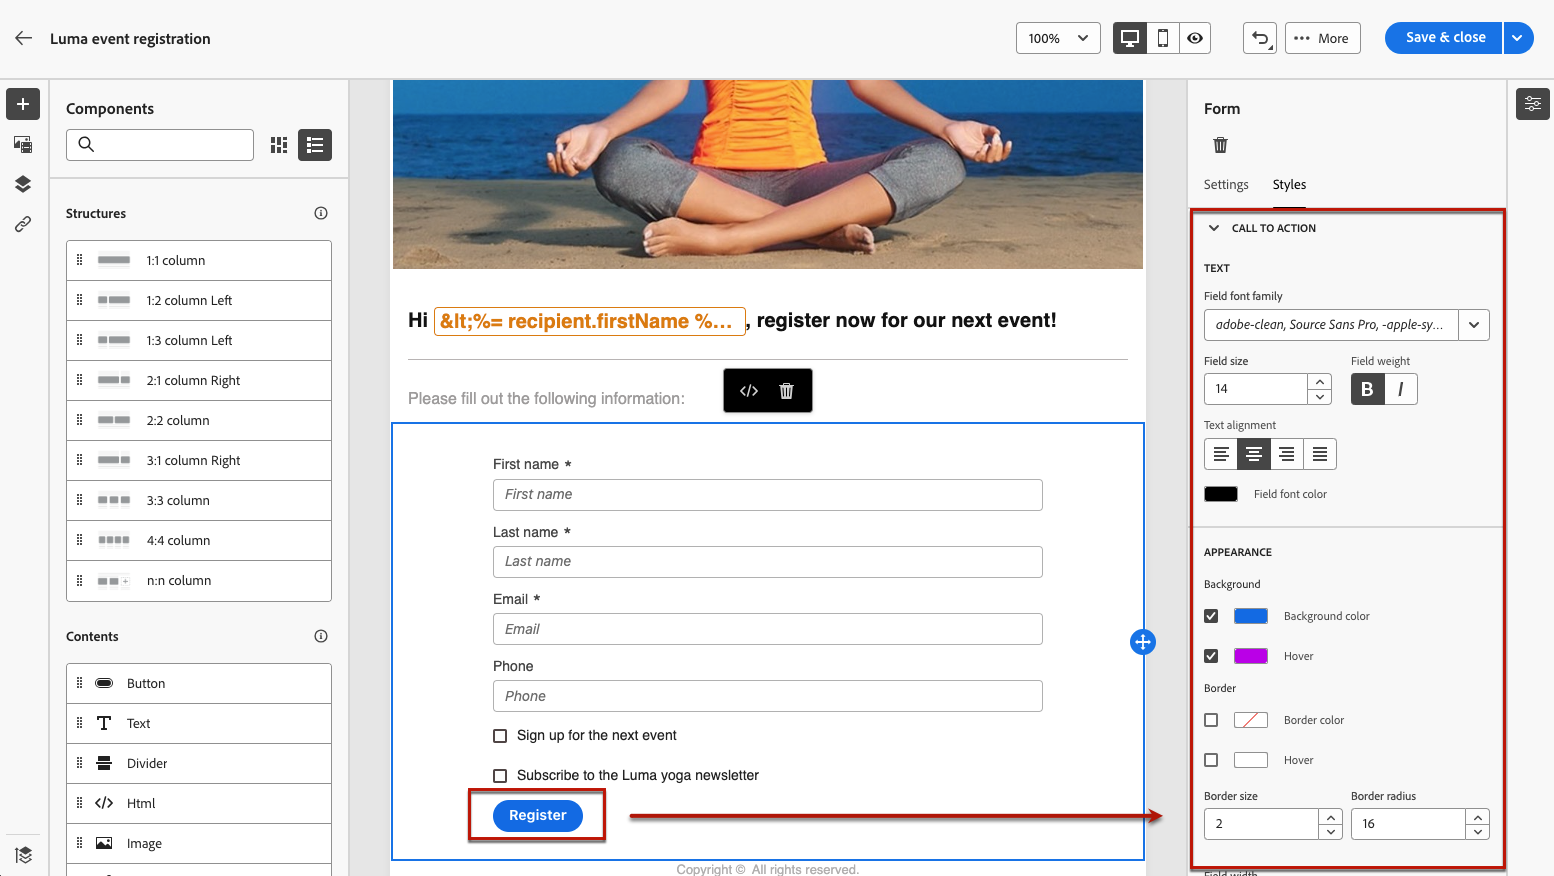 Luma event registration
100%
More
Save & close
Components
Structures
1:1 column
1:2 column Left
1:3 column Left
2:1 column Right
2:2 column
3:1 column Right
3:3 column
4:4 column
n:n column
Contents
Button
Text
Divider
Html
Image
Hi &lt;%= recipient.firstName %... , register now for our next event!
Please fill out the following information:
First name *
First name
Last name *
Last name
Email *
Email
Phone
Phone
Sign up for the next event
Subscribe to the Luma yoga newsletter
Register
Copyright © All rights reserved.
Form
Settings Styles
CALL TO ACTION
TEXT
Field font family
adobe-clean, Source Sans Pro, -apple-sy...
Field size Field weight
14 B I
Text alignment
Field font color
APPEARANCE
Background
Background color
Hover
Border
Border color
Hover
Border size Border radius
2 16
Field width